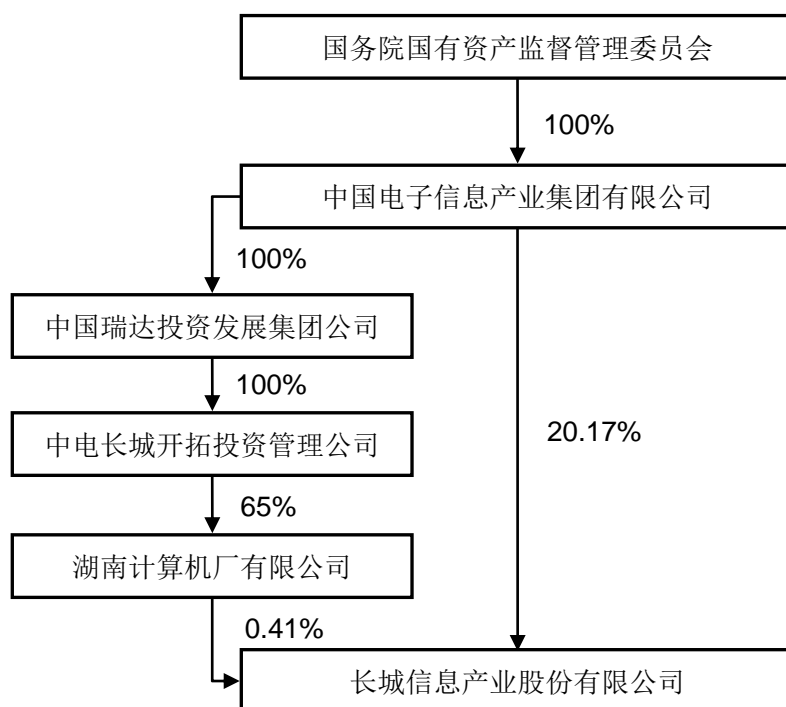 国务院国有资产监督管理委员会
100%
中国电子信息产业集团有限公司
100%
中国瑞达投资发展集团公司
100%
中电长城开拓投资管理公司
20.17%
65%
湖南计算机厂有限公司
0.41%
长城信息产业股份有限公司